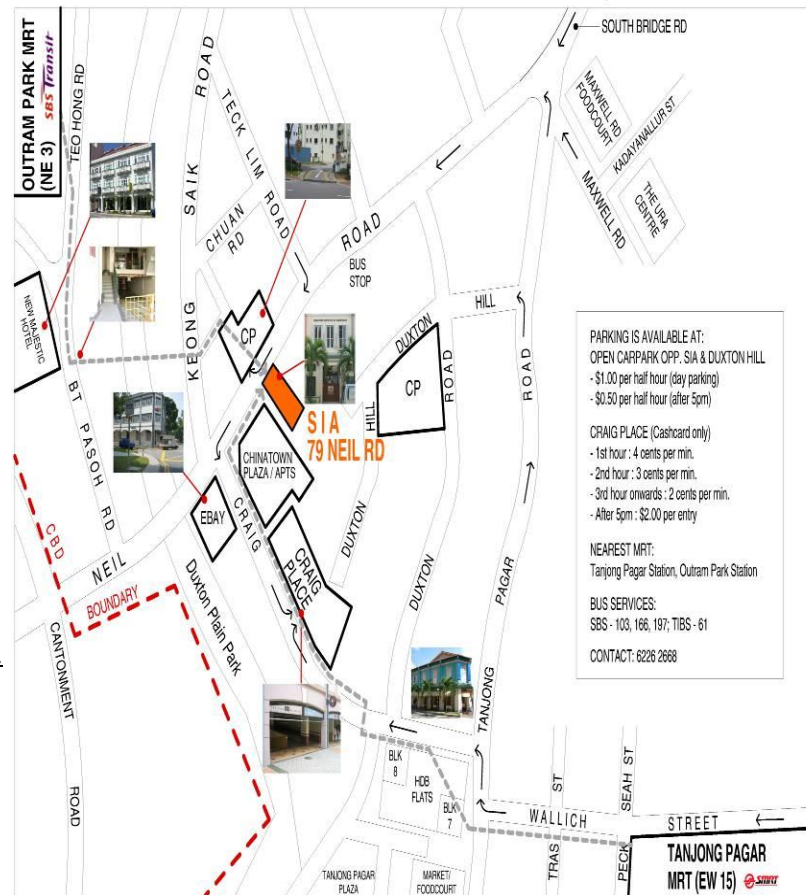 SOUTH BRIDGE RD
OUTRAM PARK MRT
(NE 3)
SBS Transit
TEO HONG RD
KEONG SAIK ROAD
TECK LIM ROAD
CHUAN
RD
MAXWELL RD
FOODCOURT
KADAYANALLUR ST
THE URA
CENTRE
MAXWELL RD
NEIL ROAD
BUS
STOP
NEW MAJESTIC
HOTEL
CP
HILL
DUXTON
CP
DUXTON HILL
DUXTON ROAD
TANJONG PAGAR ROAD
SIA
79 NEIL RD
CHINATOWN
PLAZA / APTS
BT PASOH RD
EBAY
CRAIG
CRAIG
PLACE
CBD
BOUNDARY
Duxton Plain Park
CANTONMENT ROAD
PARKING IS AVAILABLE AT:
OPEN CARPARK OPP. SIA & DUXTON HILL
- $1.00 per half hour (day parking)
- $0.50 per half hour (after 5pm)
CRAIG PLACE (Cashcard only)
- 1st hour : 4 cents per min.
- 2nd hour : 3 cents per min.
- 3rd hour onwards : 2 cents per min.
- After 5pm : $2.00 per entry
NEAREST MRT:
Tanjong Pagar Station, Outram Park Station
BUS SERVICES:
SBS - 103, 166, 197; TIBS - 61
CONTACT: 6226 2668
BLK
8
HDB
FLATS
BLK
7
TRAS ST
PECK SEAH ST
WALLICH STREET
TANJONG PAGAR
PLAZA
MARKET/
FOODCOURT
TANJONG PAGAR
MRT (EW 15) SMRT